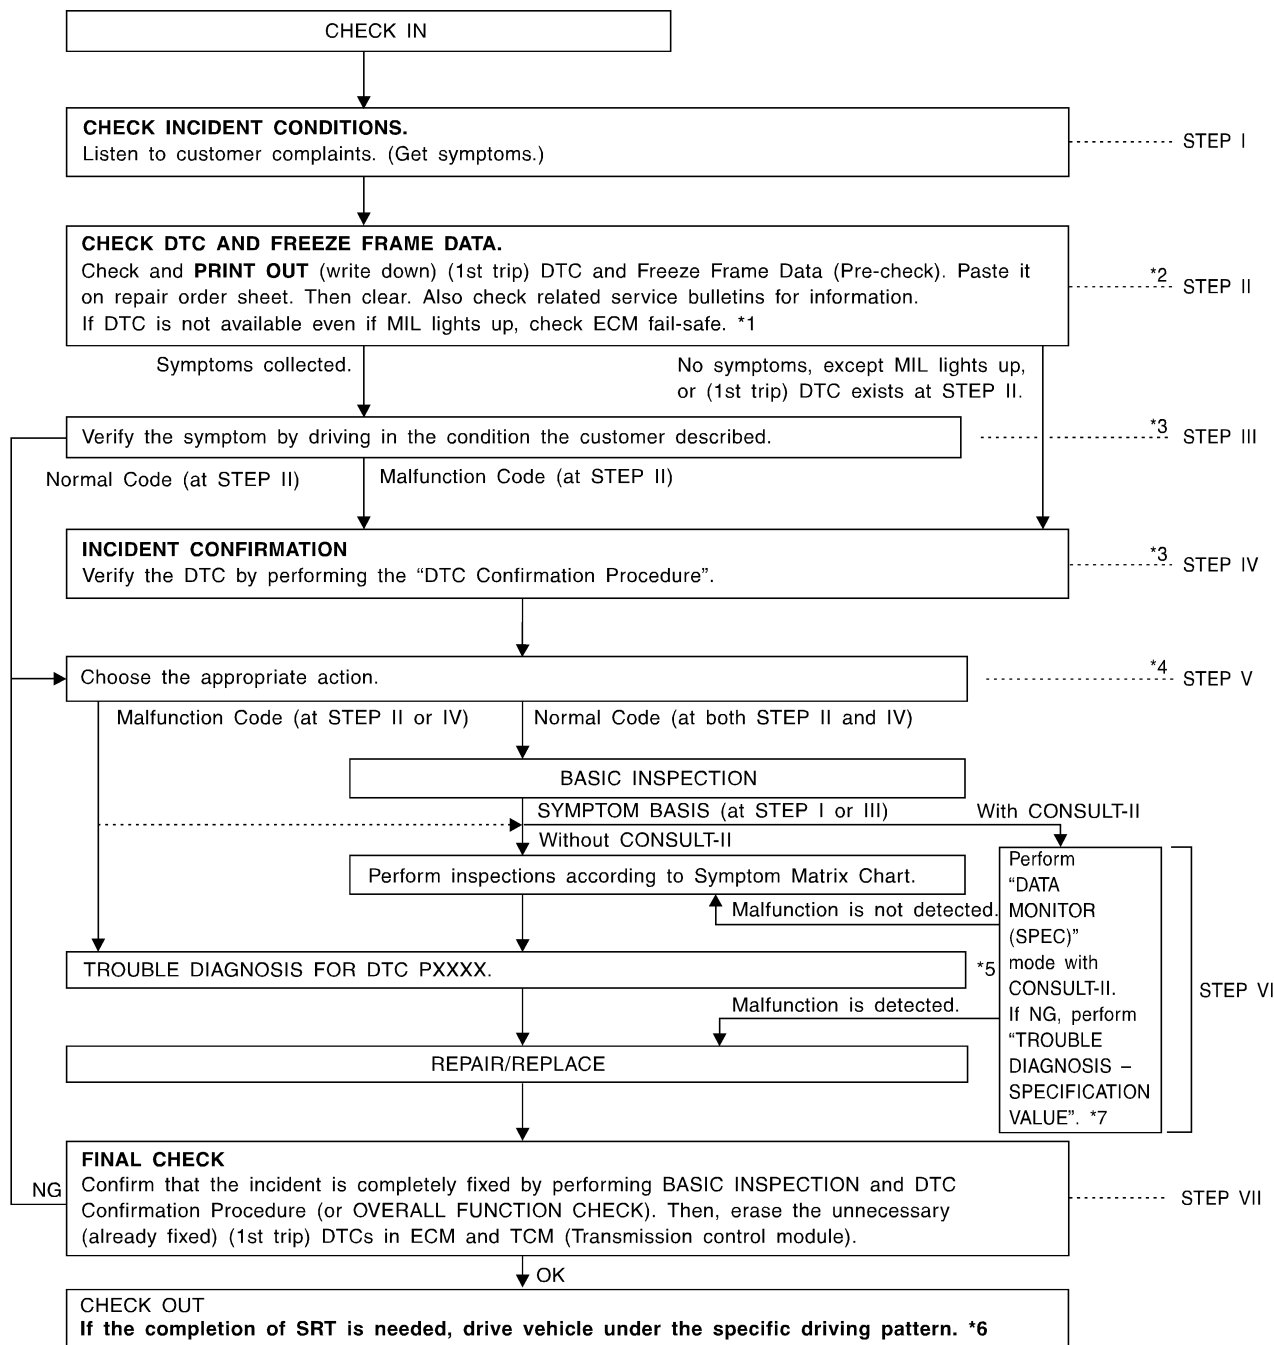 CHECK IN
CHECK INCIDENT CONDITIONS.
Listen to customer complaints. (Get symptoms.)
STEP I
CHECK DTC AND FREEZE FRAME DATA.
Check and PRINT OUT (write down) (1st trip) DTC and Freeze Frame Data (Pre-check). Paste it
on repair order sheet. Then clear. Also check related service bulletins for information.
If DTC is not available even if MIL lights up, check ECM fail-safe. *1
*2
STEP II
Symptoms collected.
No symptoms, except MIL lights up,
or (1st trip) DTC exists at STEP II.
Verify the symptom by driving in the condition the customer described.
*3
STEP III
Normal Code (at STEP II)
Malfunction Code (at STEP II)
INCIDENT CONFIRMATION
Verify the DTC by performing the “DTC Confirmation Procedure”.
*3
STEP IV
Choose the appropriate action.
*4
STEP V
Malfunction Code (at STEP II or IV)
Normal Code (at both STEP II and IV)
BASIC INSPECTION
SYMPTOM BASIS (at STEP I or III)
With CONSULT-II
Without CONSULT-II
Perform inspections according to Symptom Matrix Chart.
Malfunction is not detected.
Perform
“DATA
MONITOR
(SPEC)”
mode with
CONSULT-II.
If NG, perform
“TROUBLE
DIAGNOSIS –
SPECIFICATION
VALUE”. *7
STEP VI
TROUBLE DIAGNOSIS FOR DTC PXXXX.
*5
Malfunction is detected.
REPAIR/REPLACE
FINAL CHECK
Confirm that the incident is completely fixed by performing BASIC INSPECTION and DTC
Confirmation Procedure (or OVERALL FUNCTION CHECK). Then, erase the unnecessary
(already fixed) (1st trip) DTCs in ECM and TCM (Transmission control module).
NG
STEP VII
OK
CHECK OUT
If the completion of SRT is needed, drive vehicle under the specific driving pattern. *6